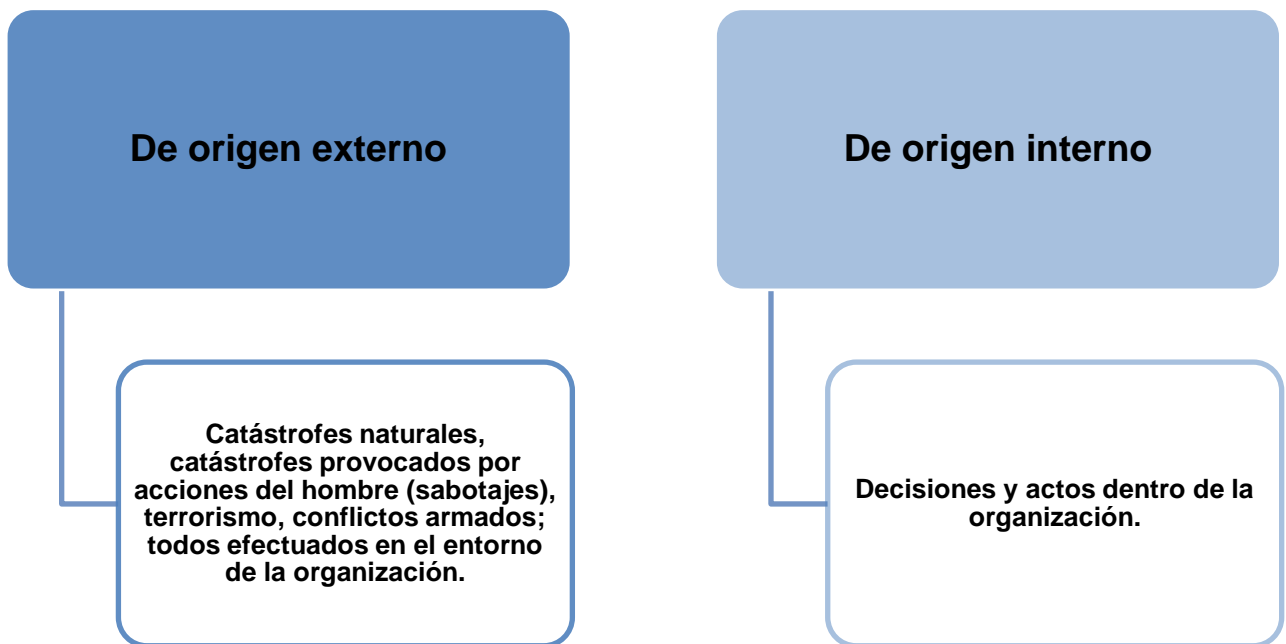 De origen externo
Catástrofes naturales,
catástrofes provocados por
acciones del hombre (sabotajes),
terrorismo, conflictos armados;
todos efectuados en el entorno
de la organización.
De origen interno
Decisiones y actos dentro de la
organización.